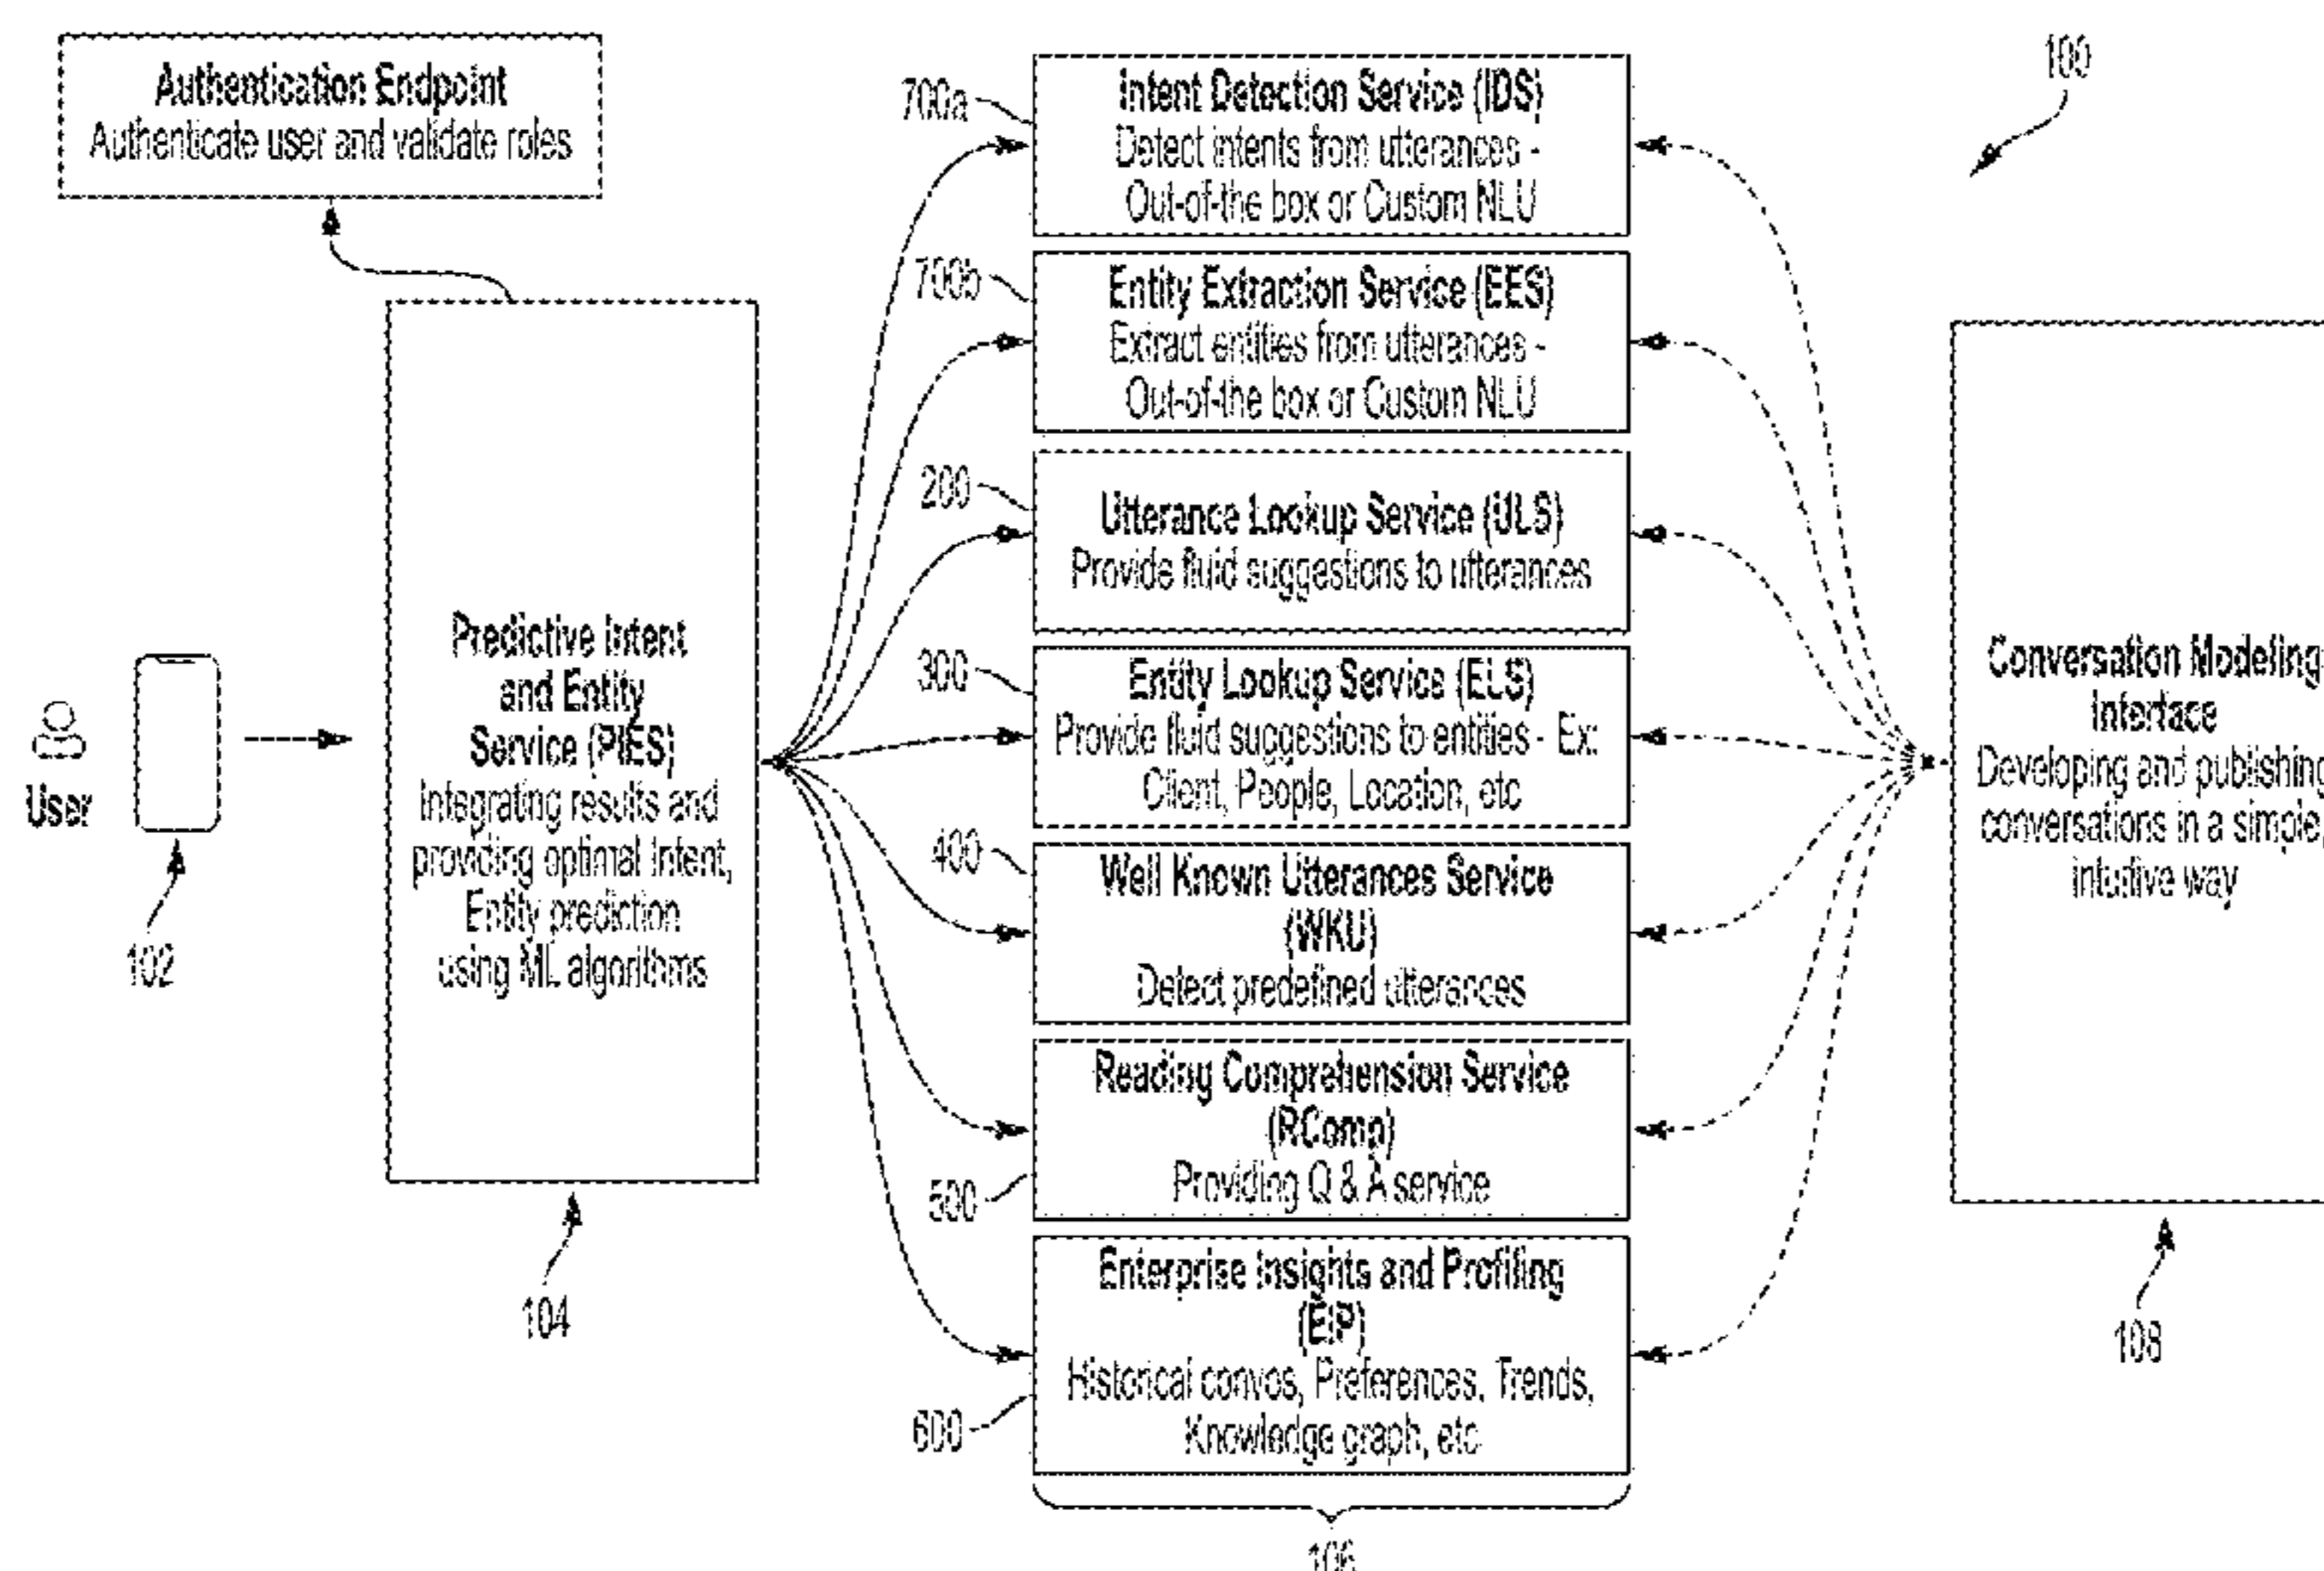 Authentication Endpoint
Authenticate user and validate roles
User
102
Predictive Intent
and Entity
Service (PIES)
Integrating results and
providing optimal Intent,
Entity prediction
using ML algorithms
104
700a
Intent Detection Service (IDS)
Detect intents from utterances -
Out-of-the box or Custom NLU
700b
Entity Extraction Service (EES)
Extract entities from utterances -
Out-of-the box or Custom NLU
200
Utterance Lookup Service (ULS)
Provide fluid suggestions to utterances
300
Entity Lookup Service (ELS)
Provide fluid suggestions to entities - Ex:
Client, People, Location, etc
400
Well Known Utterances Service
(WKU)
Detect predefined utterances
500
Reading Comprehension Service
(RComp)
Providing Q & A service
600
Enterprise Insights and Profiling
(EIP)
Historical convos, Preferences, Trends,
Knowledge graph, etc
106
100
Conversation Modeling
Interface
Developing and publishing
conversations in a simple,
intuitive way
108